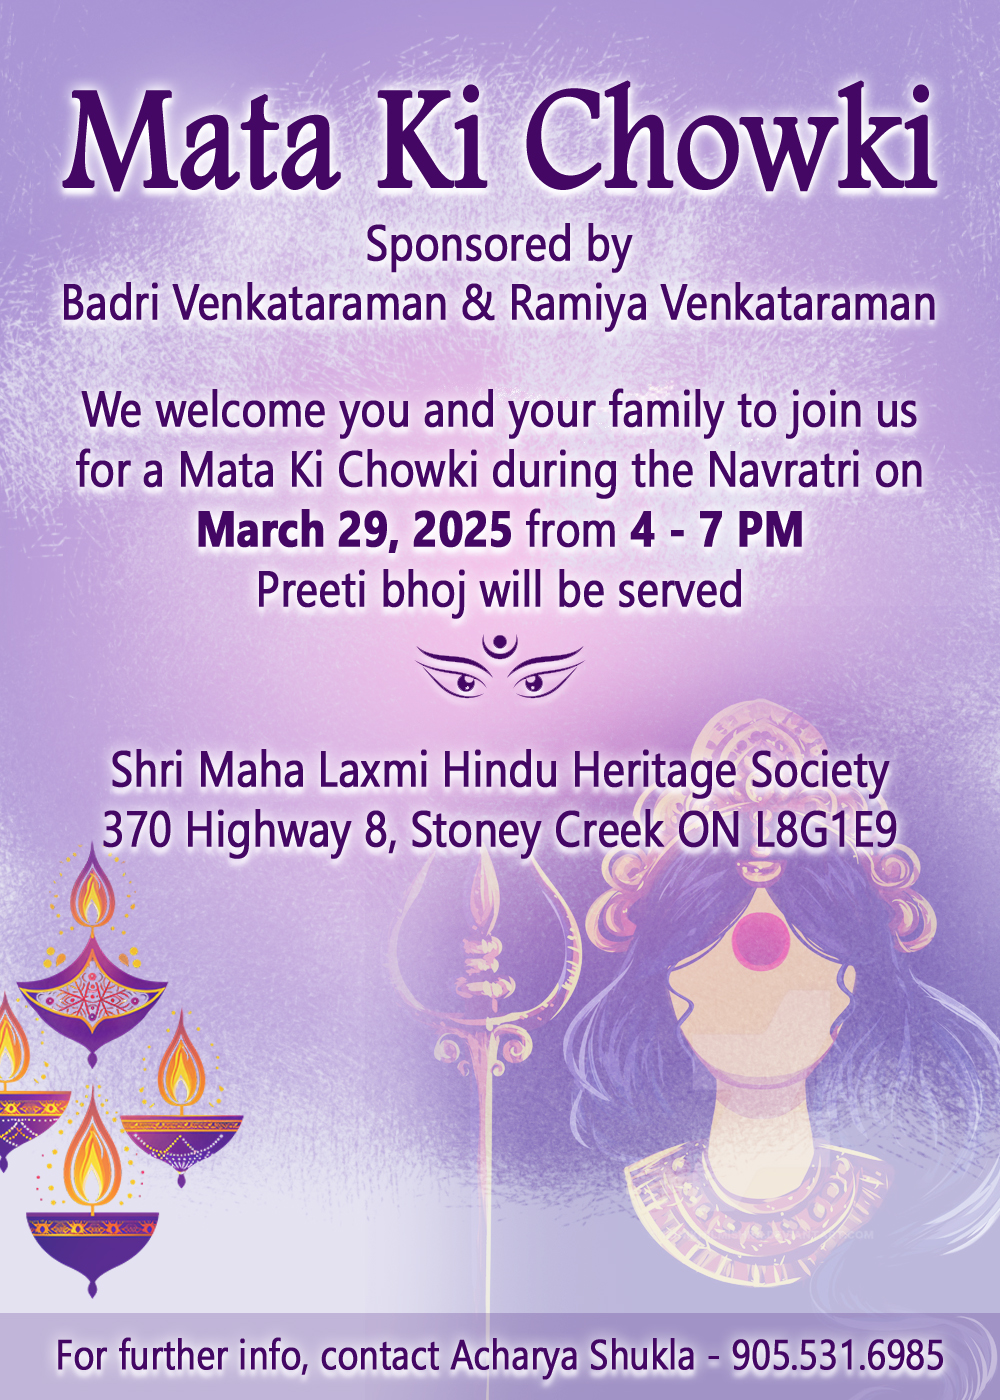 Mata Ki Chowki
Sponsored by
Badri Venkataraman & Ramiya Venkataraman
We welcome you and your family to join us
for a Mata Ki Chowki during the Navratri on
March 29, 2025 from 4 - 7 PM
Preeti bhoj will be served
Shri Maha Laxmi Hindu Heritage Society
370 Highway 8, Stoney Creek ON L8G1E9
For further info, contact Acharya Shukla - 905.531.6985